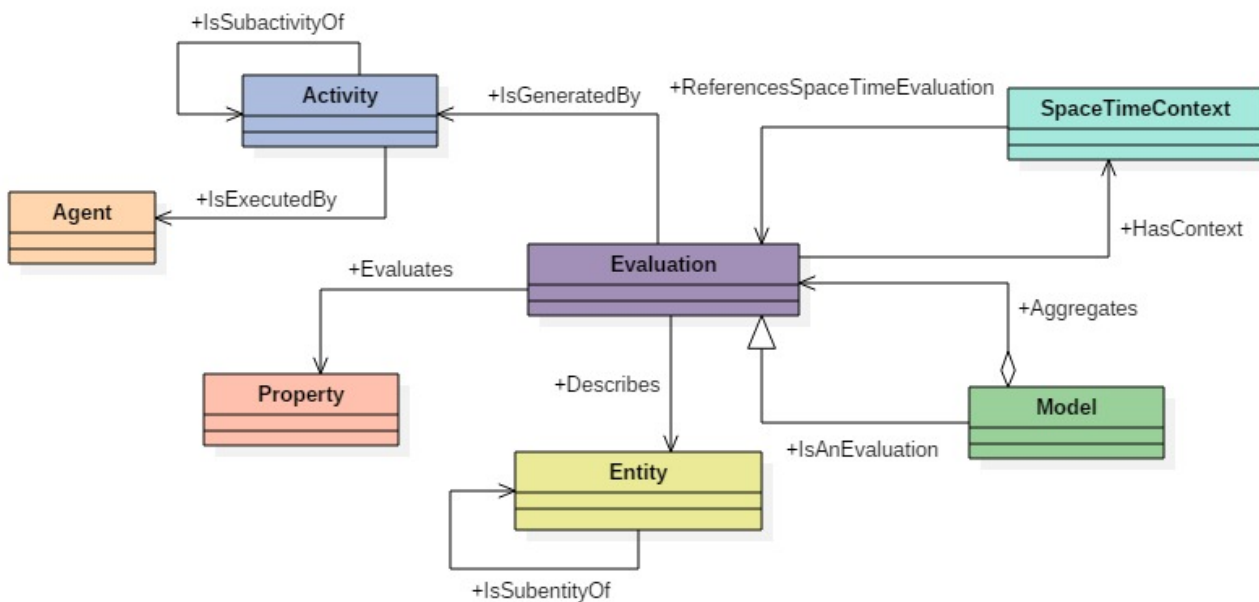 +IsSubactivityOf
Activity
+IsGeneratedBy
+ReferencesSpaceTimeEvaluation
SpaceTimeContext
Agent
+IsExecutedBy
+HasContext
Evaluation
+Evaluates
+Aggregates
Property
+Describes
Model
+IsAnEvaluation
Entity
+IsSubentityOf